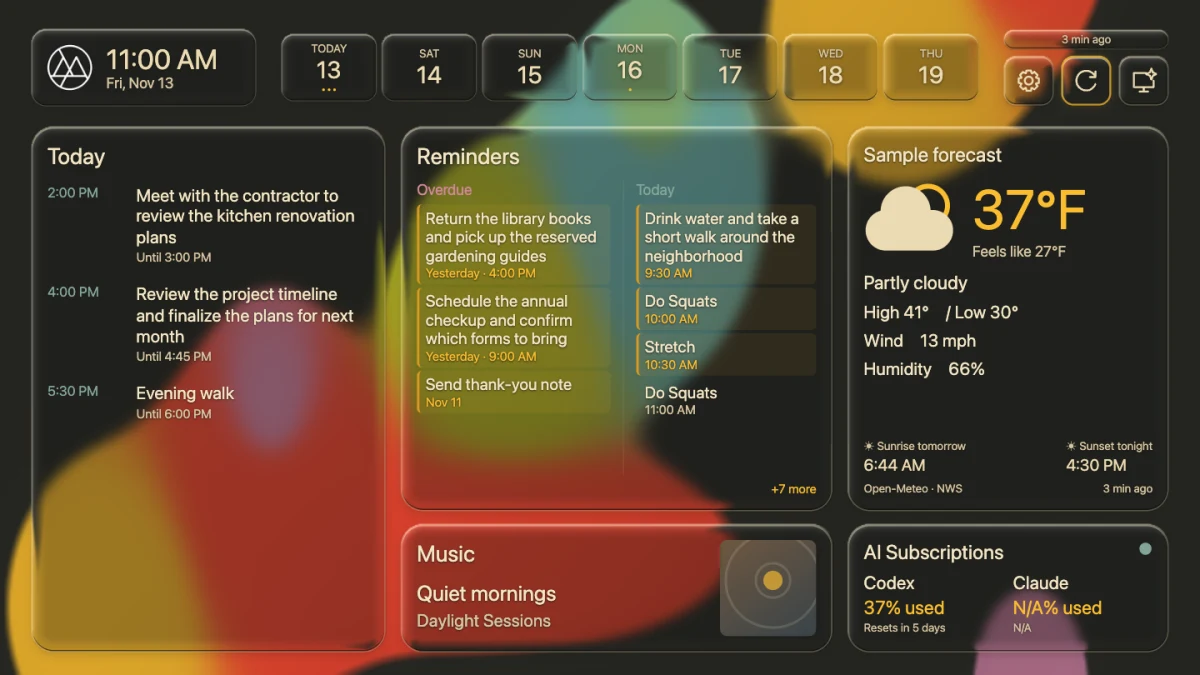 11:00 AM
Fri, Nov 13
TODAY
13
SAT
14
SUN
15
MON
16
TUE
17
WED
18
THU
19
3 min ago
Today
2:00 PM
Meet with the contractor to
review the kitchen renovation
plans
Until 3:00 PM
4:00 PM
Review the project timeline
and finalize the plans for next
month
Until 4:45 PM
5:30 PM
Evening walk
Until 6:00 PM
Reminders
Overdue
Return the library books
and pick up the reserved
gardening guides
Yesterday · 4:00 PM
Schedule the annual
checkup and confirm
which forms to bring
Yesterday · 9:00 AM
Send thank-you note
Nov 11
Today
Drink water and take a
short walk around the
neighborhood
9:30 AM
Do Squats
10:00 AM
Stretch
10:30 AM
Do Squats
11:00 AM
+7 more
Music
Quiet mornings
Daylight Sessions
Sample forecast
37°F
Feels like 27°F
Partly cloudy
High 41° / Low 30°
Wind 13 mph
Humidity 66%
☀ Sunrise tomorrow
6:44 AM
☀ Sunset tonight
4:30 PM
Open-Meteo · NWS
3 min ago
AI Subscriptions
Codex
37% used
Resets in 5 days
Claude
N/A% used
N/A